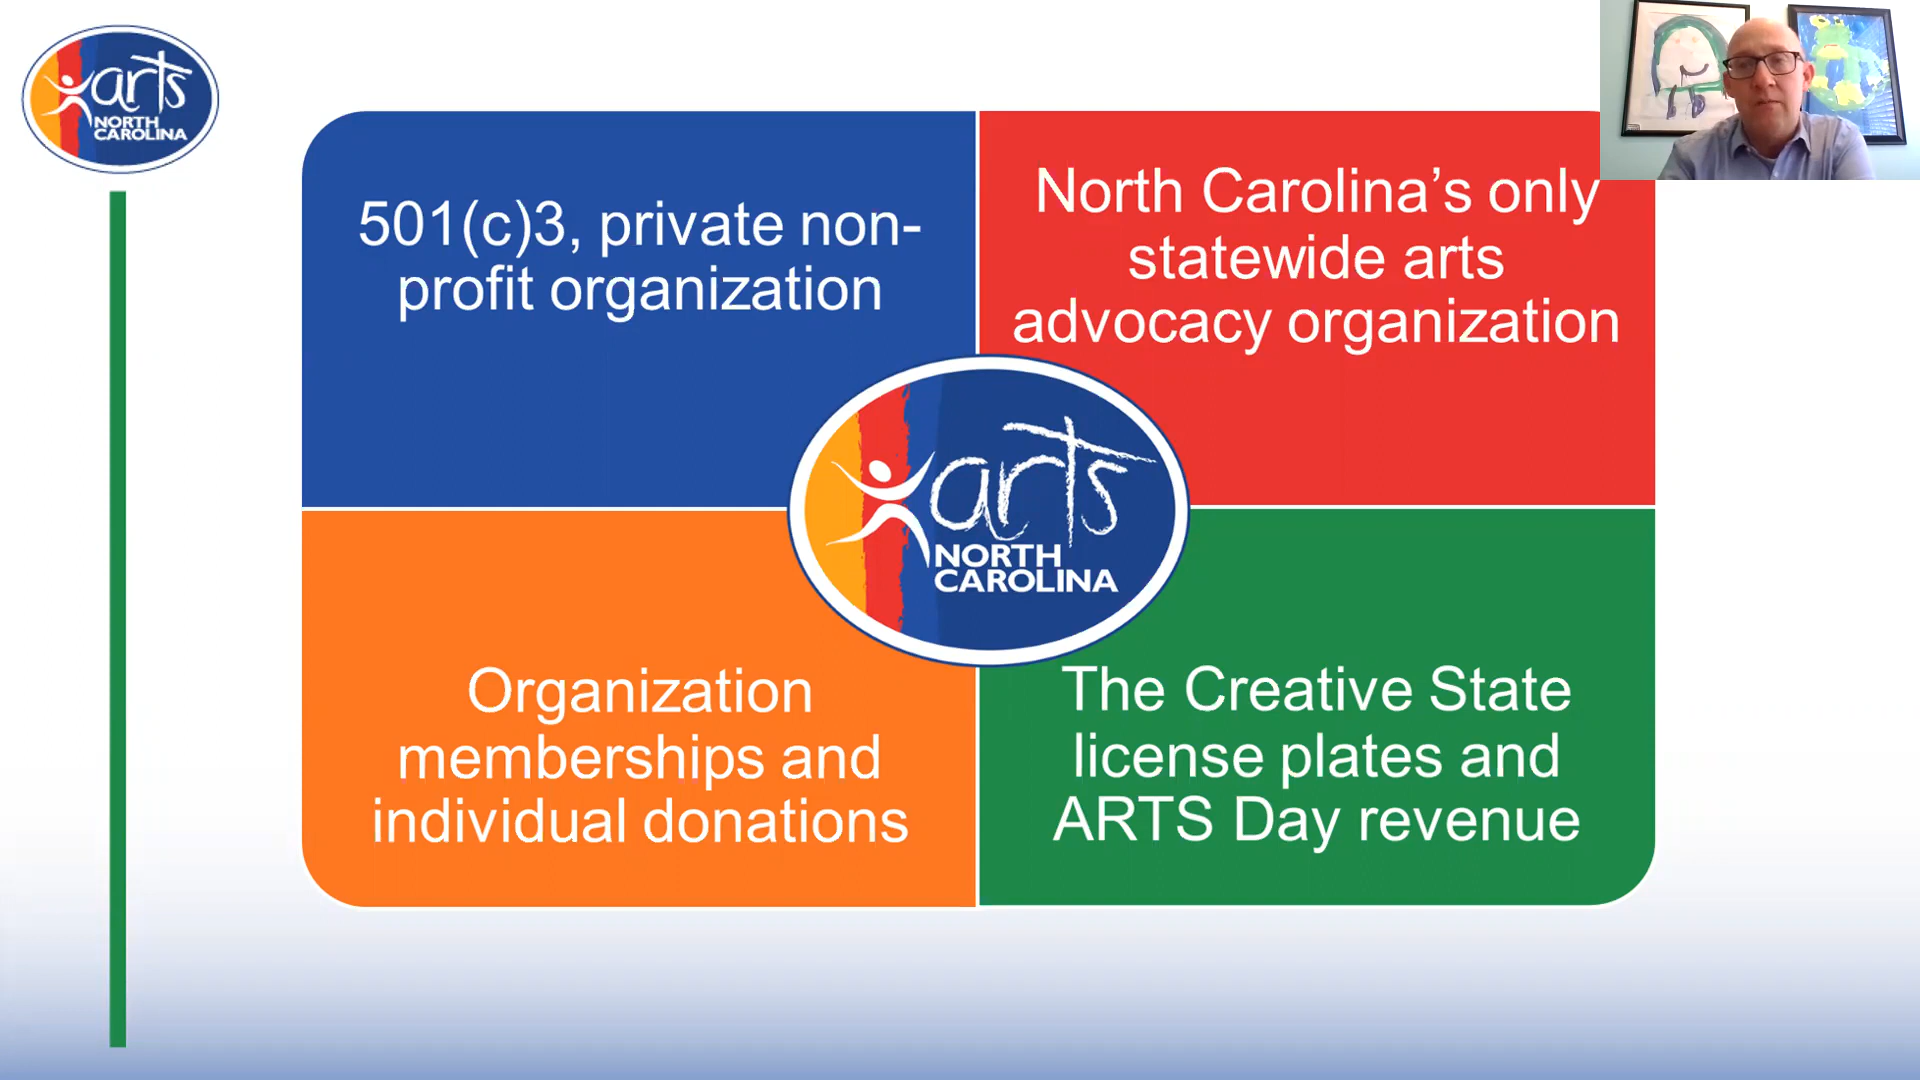 arts
NORTH
CAROLINA
501(c)3, private non-
profit organization
North Carolina’s only
statewide arts
advocacy organization
arts
NORTH
CAROLINA
Organization
memberships and
individual donations
The Creative State
license plates and
ARTS Day revenue